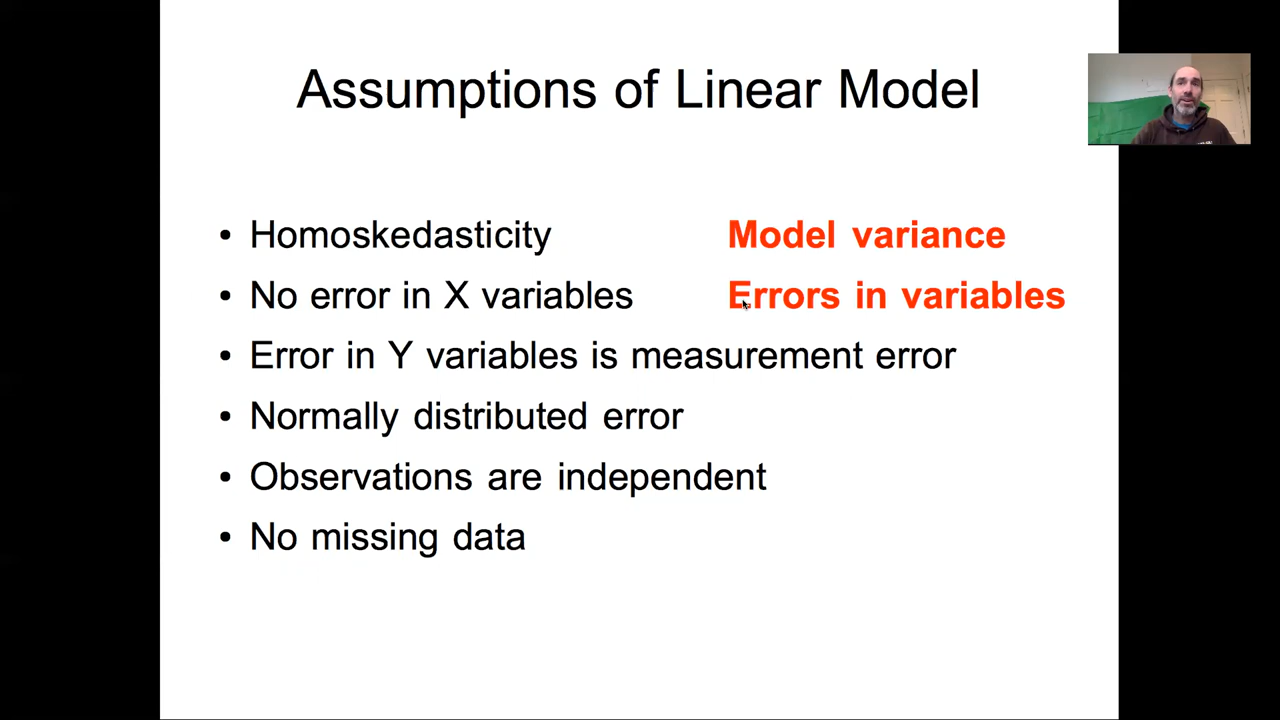 Assumptions of Linear Model
• Homoskedasticity Model variance
• No error in X variables Errors in variables
• Error in Y variables is measurement error
• Normally distributed error
• Observations are independent
• No missing data